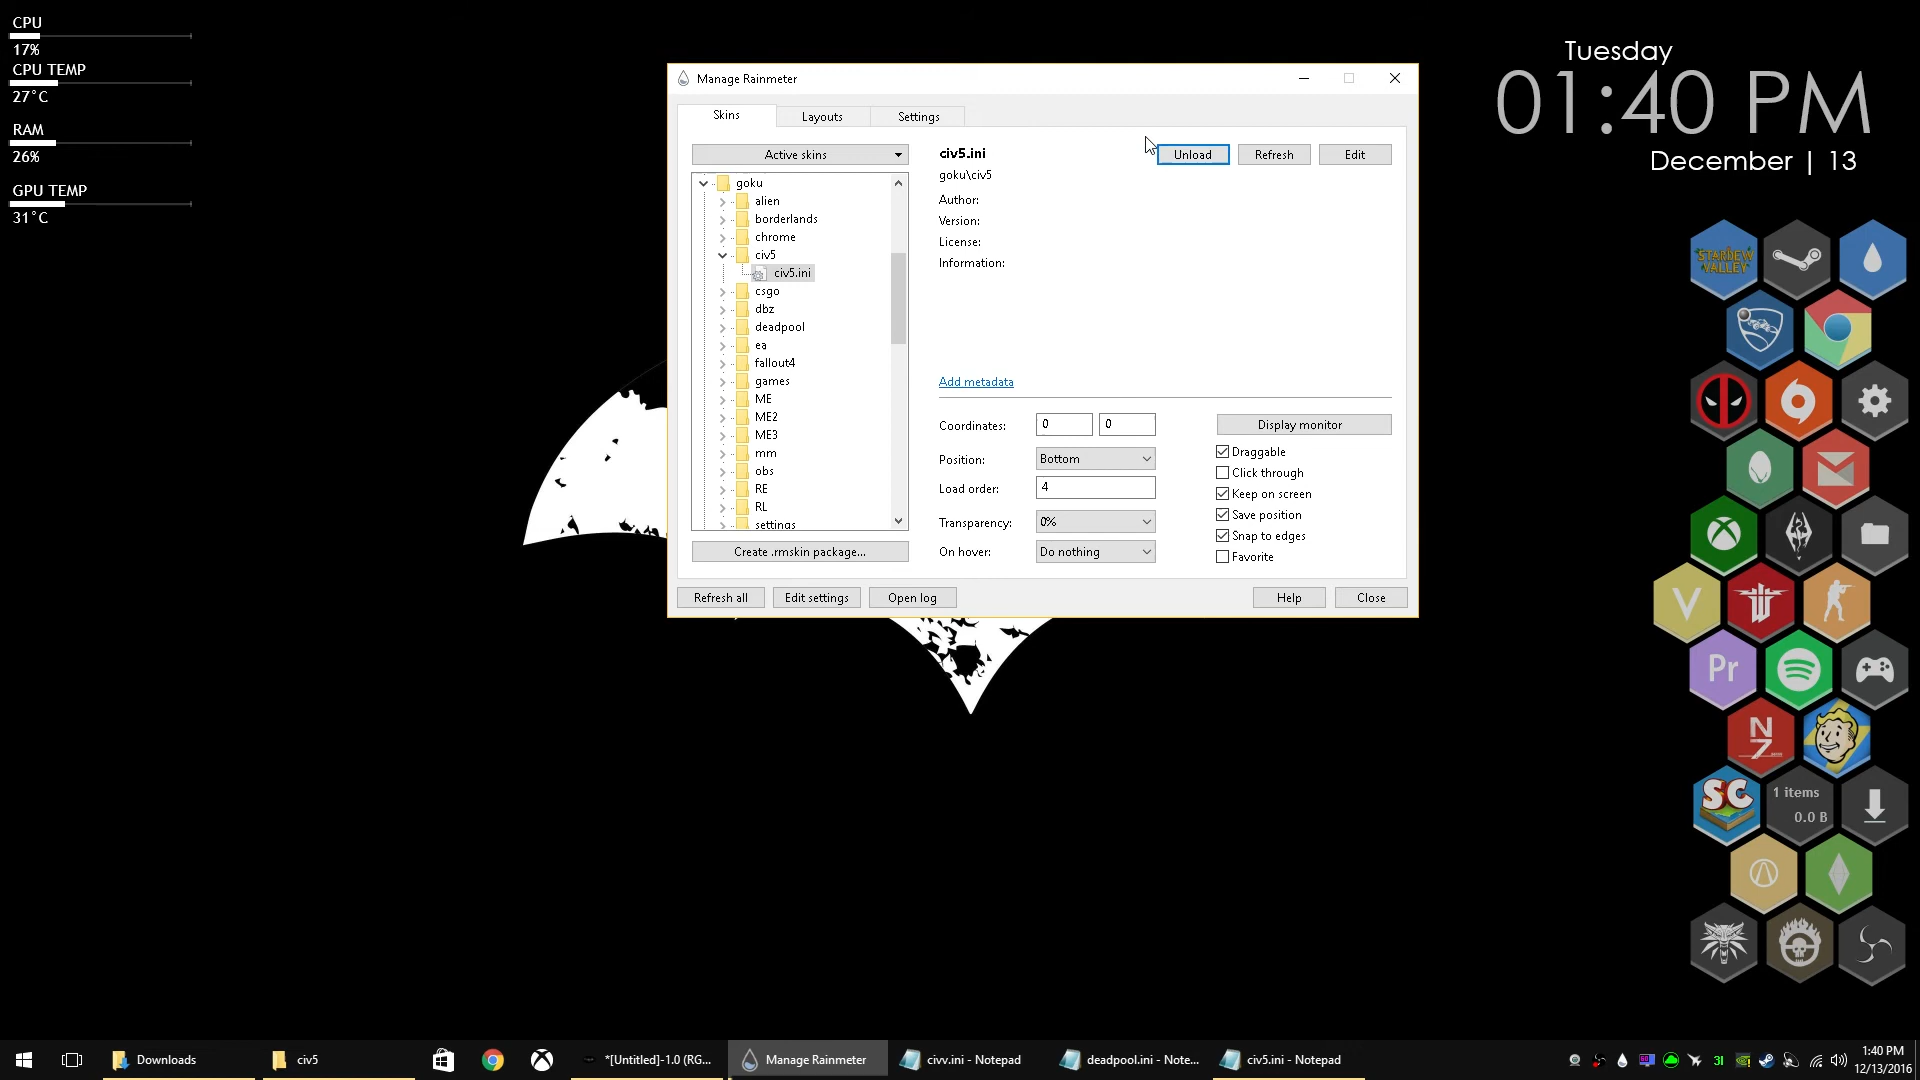 CPU
17%
CPU TEMP
27°C
RAM
26%
GPU TEMP
31°C
Manage Rainmeter
Skins
Layouts
Settings
Active skins
goku
alien
borderlands
chrome
civ5
civ5.ini
csgo
dbz
deadpool
ea
fallout4
games
ME
ME2
ME3
mm
obs
RE
RL
settings
Create .rmskin package...
civ5.ini
goku\civ5
Unload
Refresh
Edit
Author:
Version:
License:
Information:
Add metadata
Coordinates:
0
0
Display monitor
Position:
Bottom
Load order:
4
Transparency:
0%
On hover:
Do nothing
Draggable
Click through
Keep on screen
Save position
Snap to edges
Favorite
Refresh all
Edit settings
Open log
Help
Close
Tuesday
01:40 PM
December | 13
STARDEW
VALLEY
V
Pr
N
7
SC
1 items
0.0 B
Downloads
civ5
*[Untitled]-1.0 (RG...
Manage Rainmeter
civv.ini - Notepad
deadpool.ini - Note...
civ5.ini - Notepad
31
1:40 PM
12/13/2016